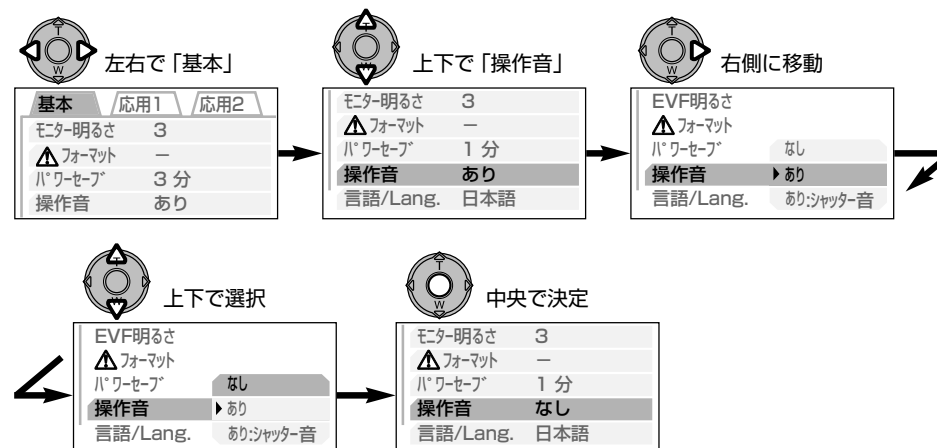 左右で「基本」
基本 応用1 応用2
モニター明るさ 3
フォーマット —
パワーセーブ 3 分
操作音 あり
上下で「操作音」
モニター明るさ 3
フォーマット —
パワーセーブ 1 分
操作音 あり
言語/Lang. 日本語
右側に移動
EVF明るさ
フォーマット
パワーセーブ なし
操作音 あり
言語/Lang. あり:シャッター音
上下で選択
EVF明るさ
フォーマット
パワーセーブ なし
操作音 あり
言語/Lang. あり:シャッター音
中央で決定
モニター明るさ 3
フォーマット —
パワーセーブ 1 分
操作音 なし
言語/Lang. 日本語